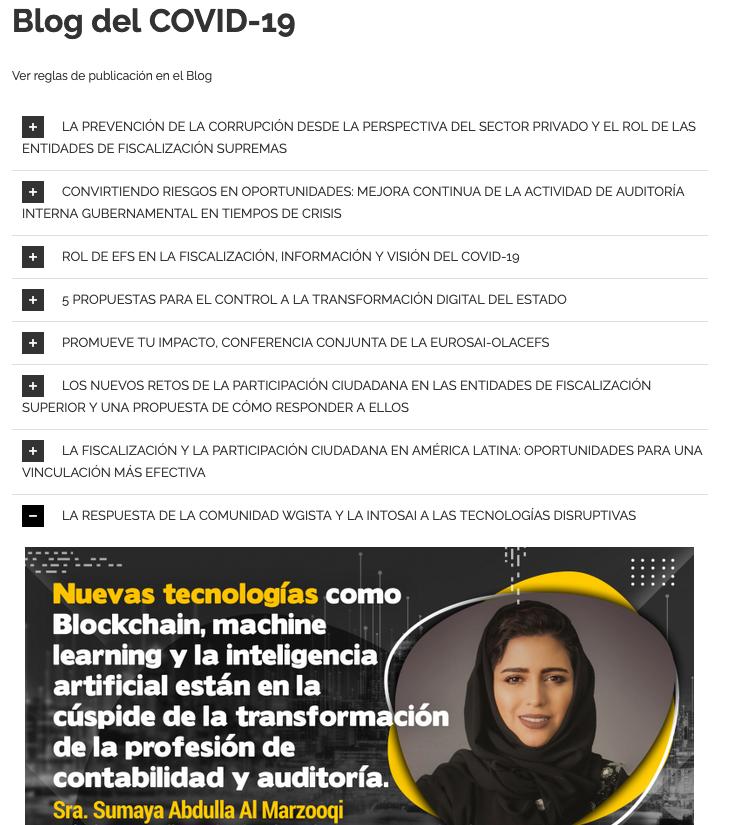 Blog del COVID-19
Ver reglas de publicación en el Blog
LA PREVENCIÓN DE LA CORRUPCIÓN DESDE LA PERSPECTIVA DEL SECTOR PRIVADO Y EL ROL DE LAS
ENTIDADES DE FISCALIZACIÓN SUPREMAS
CONVIRTIENDO RIESGOS EN OPORTUNIDADES: MEJORA CONTINUA DE LA ACTIVIDAD DE AUDITORÍA
INTERNA GUBERNAMENTAL EN TIEMPOS DE CRISIS
ROL DE EFS EN LA FISCALIZACIÓN, INFORMACIÓN Y VISIÓN DEL COVID-19
5 PROPUESTAS PARA EL CONTROL A LA TRANSFORMACIÓN DIGITAL DEL ESTADO
PROMUEVE TU IMPACTO, CONFERENCIA CONJUNTA DE LA EUROSAI-OLACEFS
LOS NUEVOS RETOS DE LA PARTICIPACIÓN CIUDADANA EN LAS ENTIDADES DE FISCALIZACIÓN
SUPERIOR Y UNA PROPUESTA DE CÓMO RESPONDER A ELLOS
LA FISCALIZACIÓN Y LA PARTICIPACIÓN CIUDADANA EN AMÉRICA LATINA: OPORTUNIDADES PARA UNA
VINCULACIÓN MÁS EFECTIVA
LA RESPUESTA DE LA COMUNIDAD WGISTA Y LA INTOSAI A LAS TECNOLOGÍAS DISRUPTIVAS
Nuevas tecnologías como
Blockchain, machine
learning y la inteligencia
artificial están en la
cúspide de la transformación
de la profesión de
contabilidad y auditoría.
Sra. Sumaya Abdulla Al Marzooqi